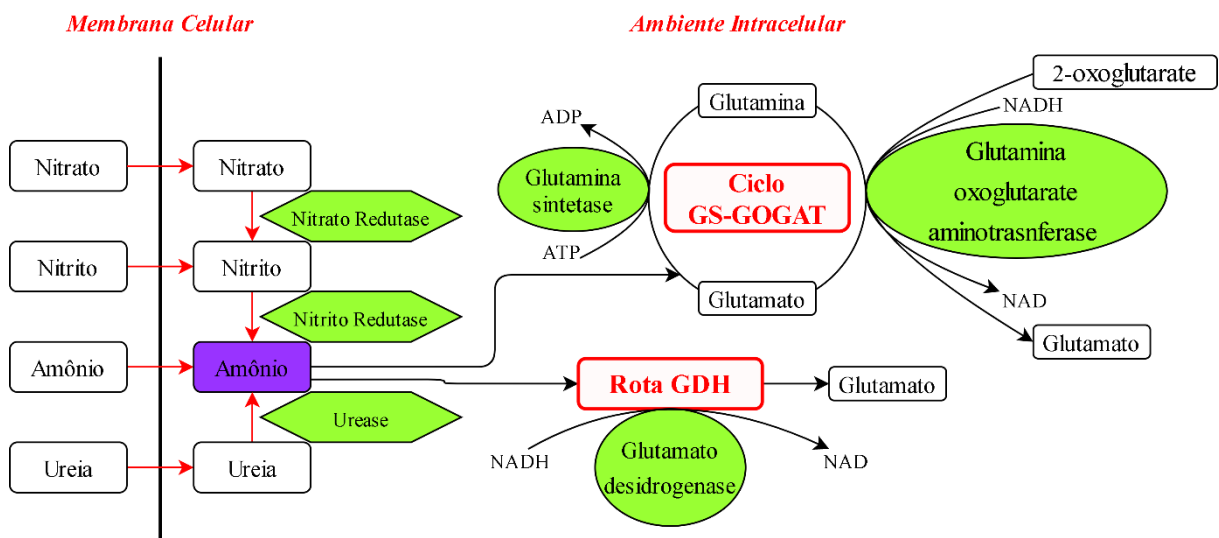 Membrana Celular
Ambiente Intracelular
Nitrato
Nitrato
Nitrato Redutase
Nitrito
Nitrito
Nitrito Redutase
Amônio
Amônio
Urease
Ureia
Ureia
Glutamina
ADP
Glutamina
sintetase
ATP
Ciclo
GS-GOGAT
Glutamato
2-oxoglutarate
NADH
Glutamina
oxoglutarate
aminotrasnferase
NAD
Glutamato
Rota GDH
Glutamato
NADH
Glutamato
desidrogenase
NAD